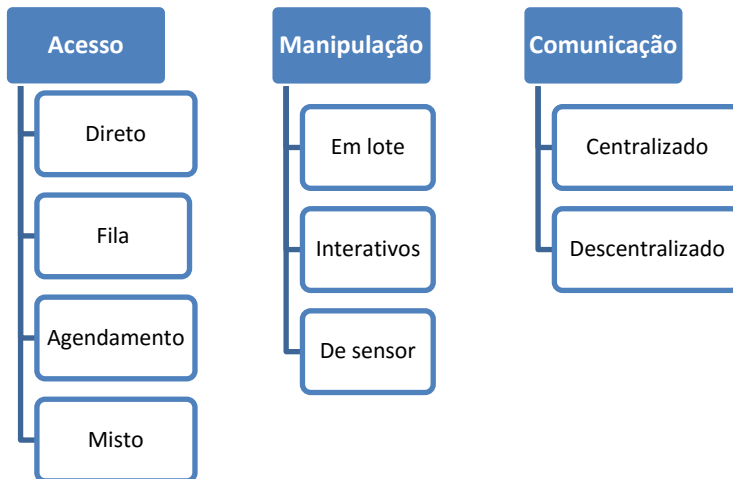 Acesso
Direto
Fila
Agendamento
Misto
Manipulação
Em lote
Interativos
De sensor
Comunicação
Centralizado
Descentralizado